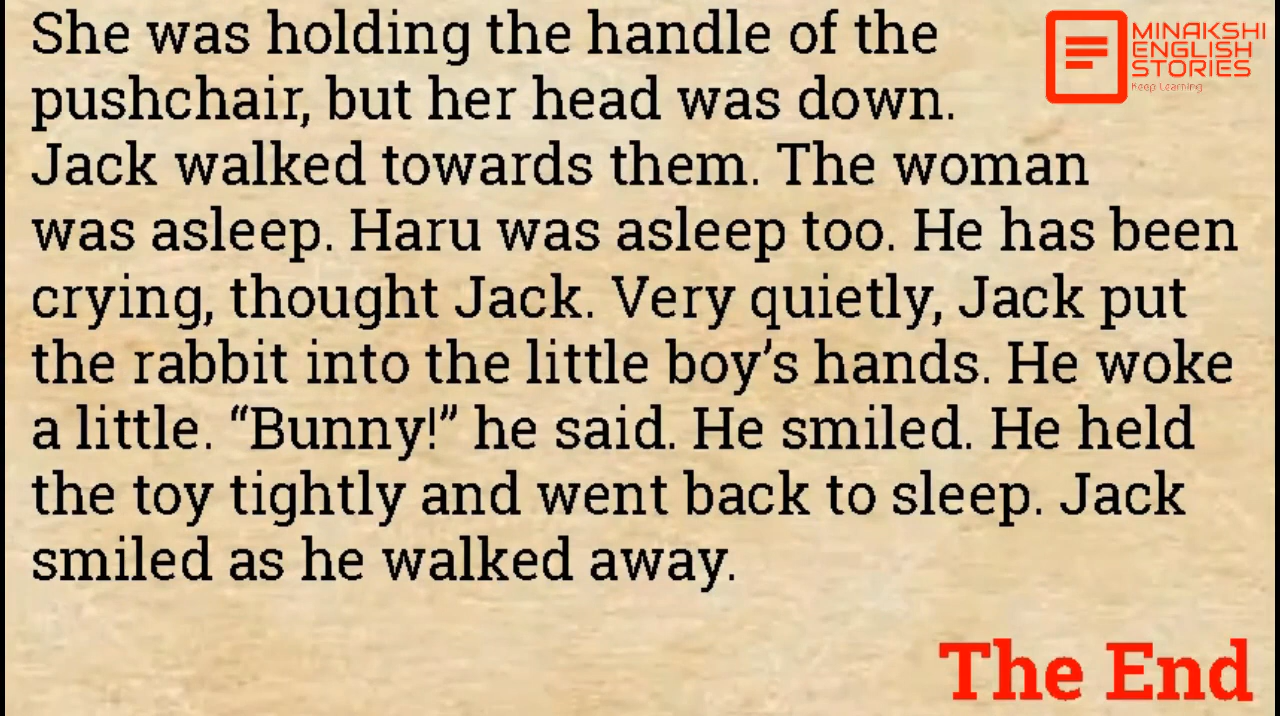 She was holding the handle of the
pushchair, but her head was down.
Jack walked towards them. The woman
was asleep. Haru was asleep too. He has been
crying, thought Jack. Very quietly, Jack put
the rabbit into the little boy’s hands. He woke
a little. “Bunny!” he said. He smiled. He held
the toy tightly and went back to sleep. Jack
smiled as he walked away.
MINAKSHI
ENGLISH
STORIES
Keep Learning
The End